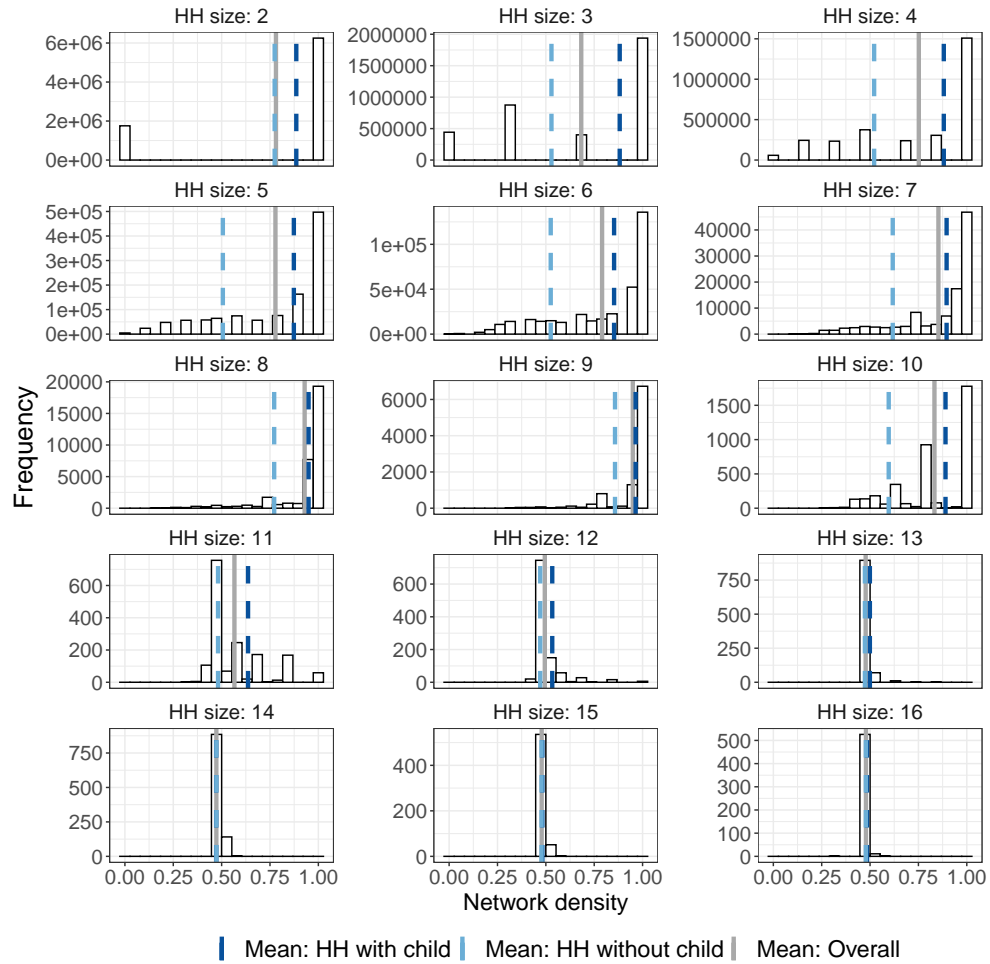 HH size: 2
HH size: 3
HH size: 4
6e+06
4e+06
2e+06
0e+00
2000000
1500000
1000000
500000
0
1500000
1000000
500000
0
HH size: 5
HH size: 6
HH size: 7
5e+05
4e+05
3e+05
2e+05
1e+05
0e+00
1e+05
5e+04
0e+00
40000
30000
20000
10000
0
HH size: 8
HH size: 9
HH size: 10
20000
15000
10000
5000
0
6000
4000
2000
0
1500
1000
500
0
Frequency
HH size: 11
HH size: 12
HH size: 13
600
400
200
0
600
400
200
0
750
500
250
0
HH size: 14
HH size: 15
HH size: 16
750
500
250
0
400
200
0
500
400
300
200
100
0
0.00 0.25 0.50 0.75 1.00
0.00 0.25 0.50 0.75 1.00
0.00 0.25 0.50 0.75 1.00
Network density
Mean: HH with child Mean: HH without child Mean: Overall